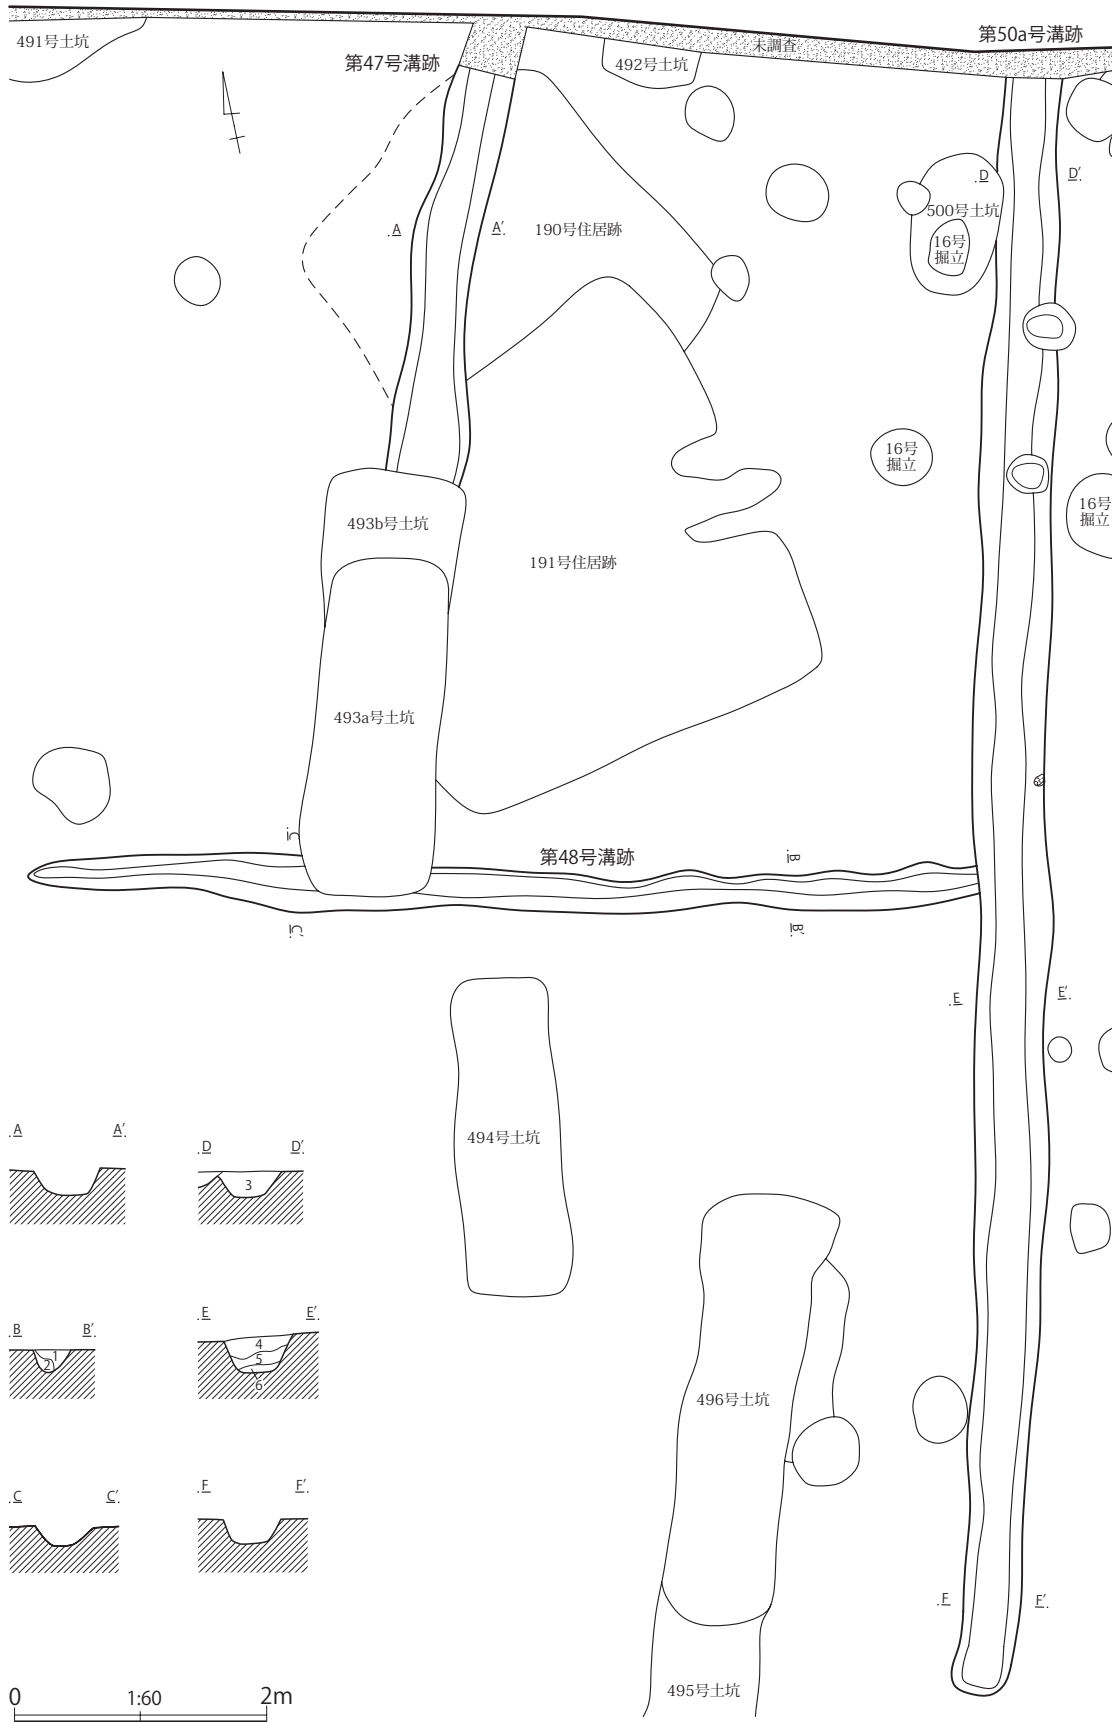 第50a号溝跡
491号土坑
未調査
第47号溝跡
492号土坑
D
D′
500号土坑
A
A′
190号住居跡
16号
掘立
16号
掘立
16号
掘立
493b号土坑
191号住居跡
493a号土坑
C
第48号溝跡
B
C′
B′
E
E′
A
A′
494号土坑
D
D′
3
B
B′
1
2
E
E′
4
5
6
496号土坑
C
C′
F
F′
F
F′
495号土坑
0
1:60
2m